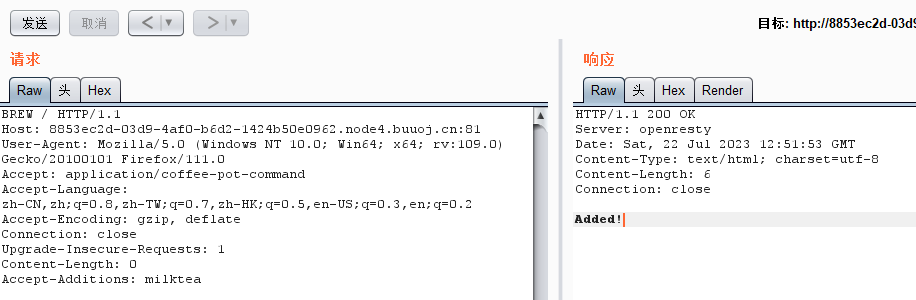 发送 取消 < ▼ > ▼ 目标: http://8853ec2d-03d9
请求
Raw 头 Hex
BREW / HTTP/1.1
Host: 8853ec2d-03d9-4af0-b6d2-1424b50e0962.node4.buuoj.cn:81
User-Agent: Mozilla/5.0 (Windows NT 10.0; Win64; x64; rv:109.0)
Gecko/20100101 Firefox/111.0
Accept: application/coffee-pot-command
Accept-Language:
zh-CN,zh;q=0.8,zh-TW;q=0.7,zh-HK;q=0.5,en-US;q=0.3,en;q=0.2
Accept-Encoding: gzip, deflate
Connection: close
Upgrade-Insecure-Requests: 1
Content-Length: 0
Accept-Additions: milktea
响应
Raw 头 Hex Render
HTTP/1.1 200 OK
Server: openresty
Date: Sat, 22 Jul 2023 12:51:53 GMT
Content-Type: text/html; charset=utf-8
Content-Length: 6
Connection: close
Added!